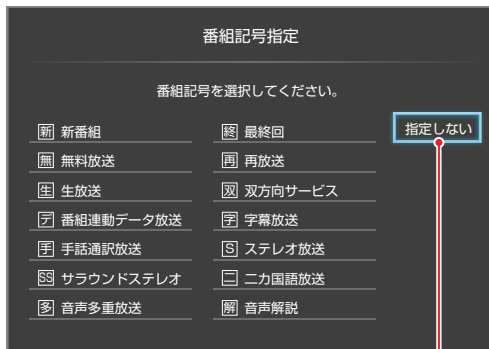 番組記号指定
番組記号を選択してください。
新 新番組 終 最終回 指定しない
無 無料放送 再 再放送
生 生放送 双 双方向サービス
デ 番組連動データ放送 字 字幕放送
手 手話通訳放送 S ステレオ放送
SS サラウンドステレオ 二 二カ国語放送
多 音声多重放送 解 音声解説